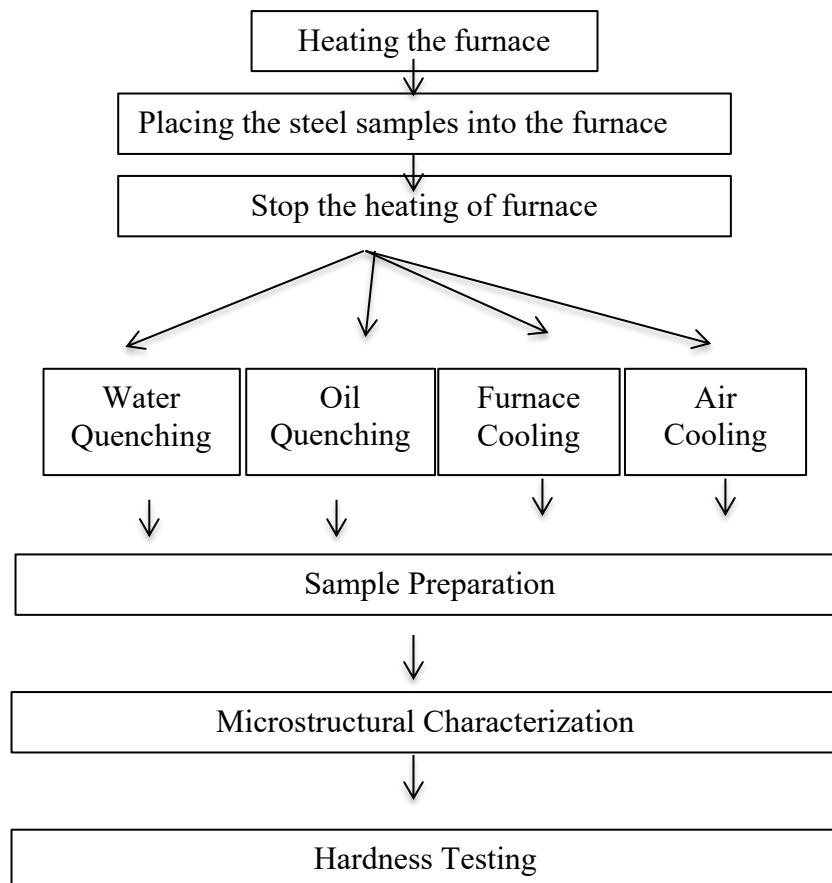 Heating the furnace
Placing the steel samples into the furnace
Stop the heating of furnace
Water
Quenching
Oil
Quenching
Furnace
Cooling
Air
Cooling
Sample Preparation
Microstructural Characterization
Hardness Testing